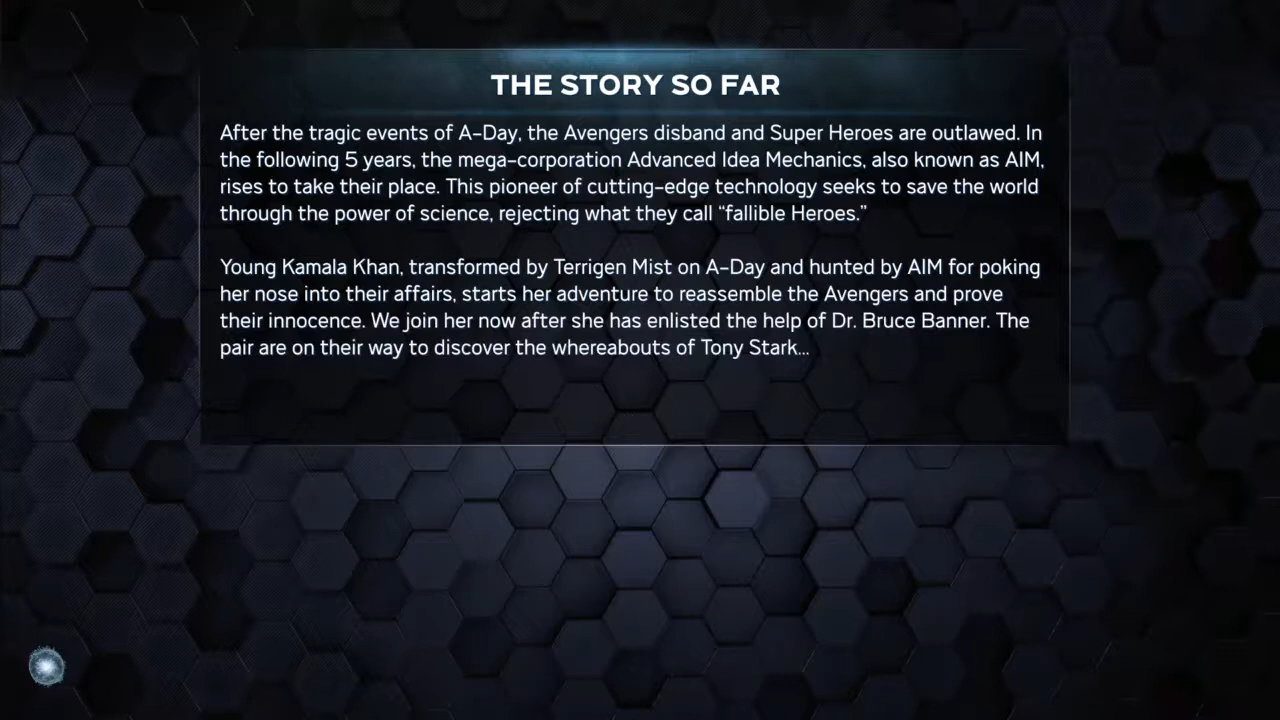 THE STORY SO FAR
After the tragic events of A-Day, the Avengers disband and Super Heroes are outlawed. In
the following 5 years, the mega-corporation Advanced Idea Mechanics, also known as AIM,
rises to take their place. This pioneer of cutting-edge technology seeks to save the world
through the power of science, rejecting what they call “fallible Heroes.”
Young Kamala Khan, transformed by Terrigen Mist on A-Day and hunted by AIM for poking
her nose into their affairs, starts her adventure to reassemble the Avengers and prove
their innocence. We join her now after she has enlisted the help of Dr. Bruce Banner. The
pair are on their way to discover the whereabouts of Tony Stark...